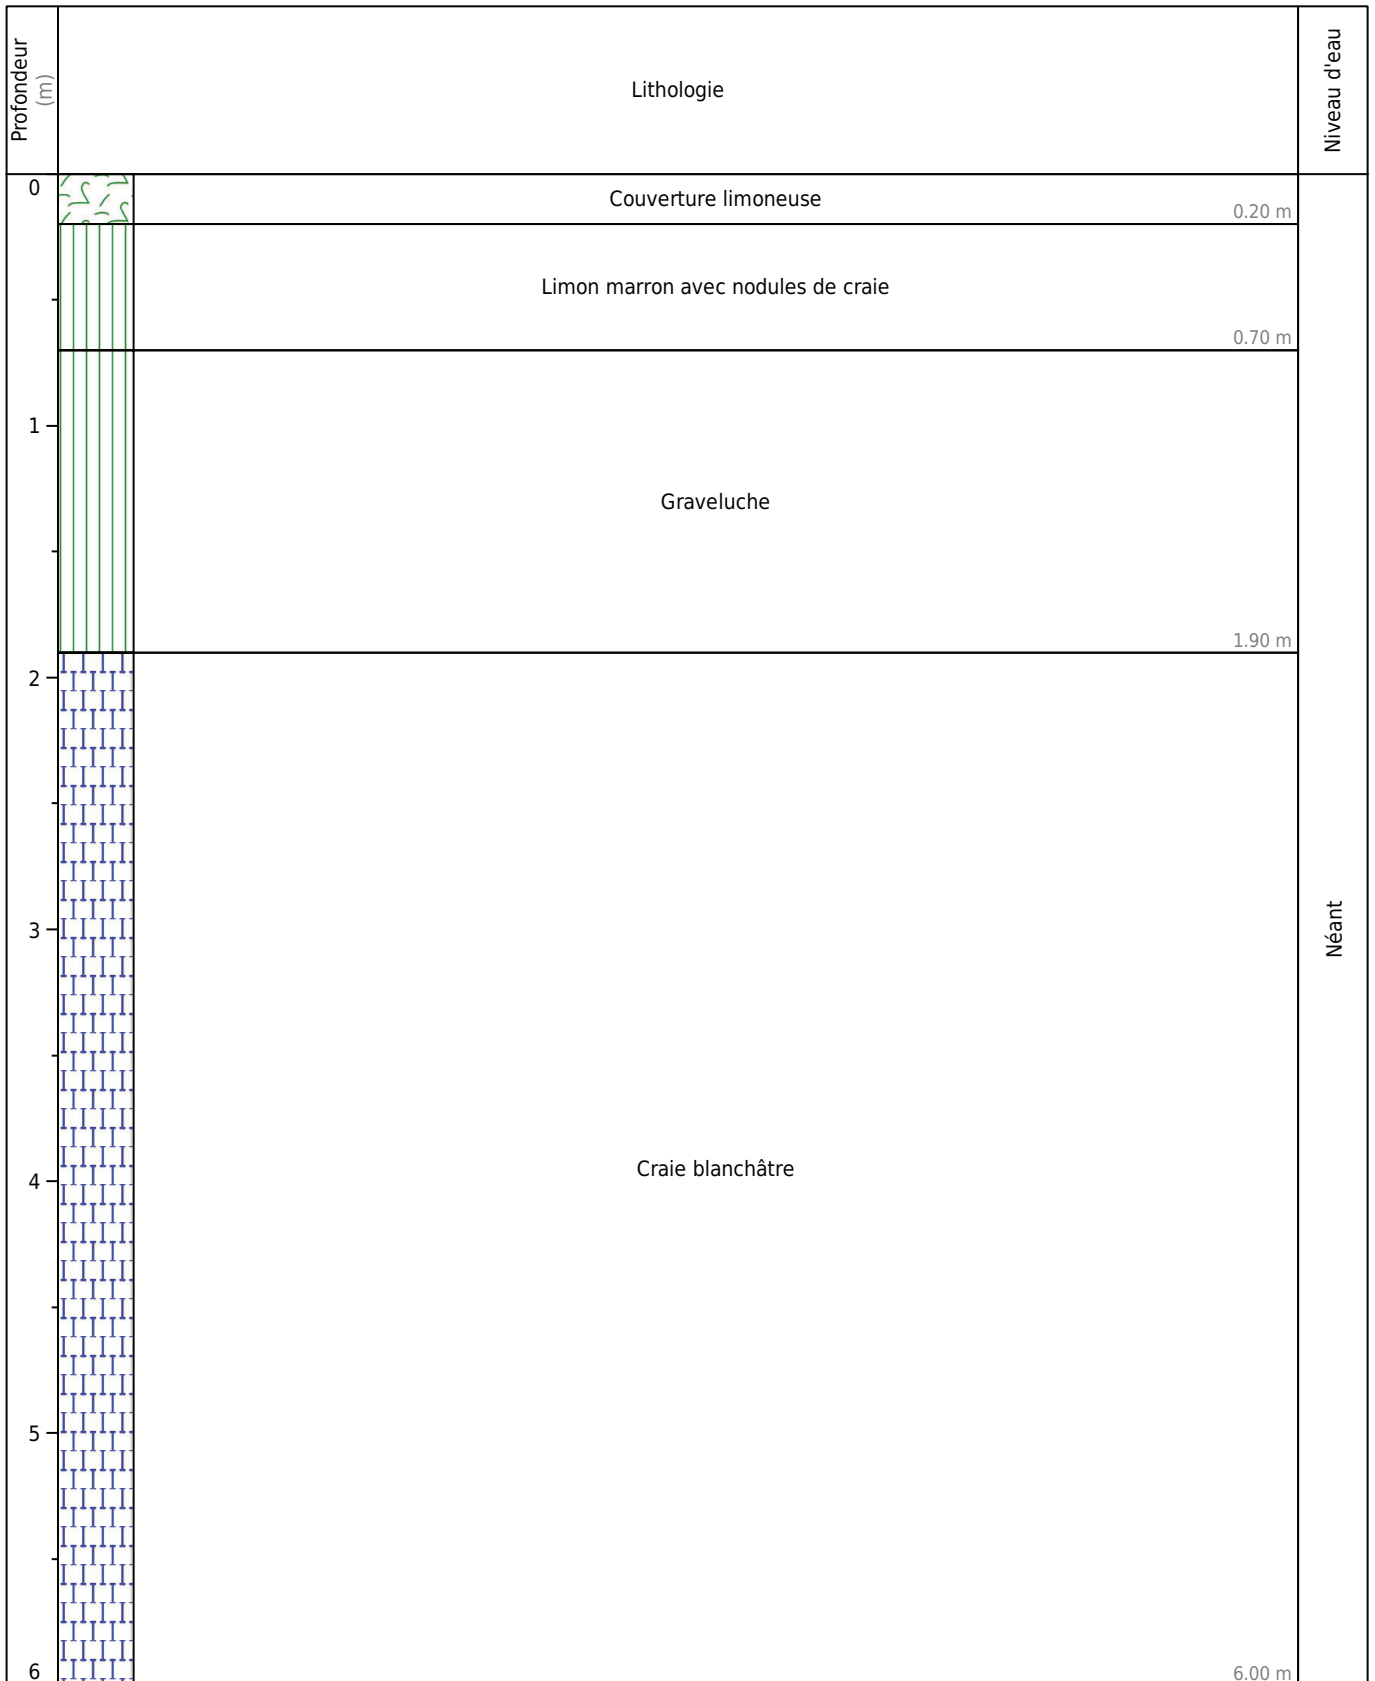 Profondeur
(m)
Lithologie
Niveau d'eau
0
Couverture limoneuse
0.20 m
Limon marron avec nodules de craie
0.70 m
1
Graveluche
1.90 m
2
3
Néant
4
Craie blanchâtre
5
6
6.00 m